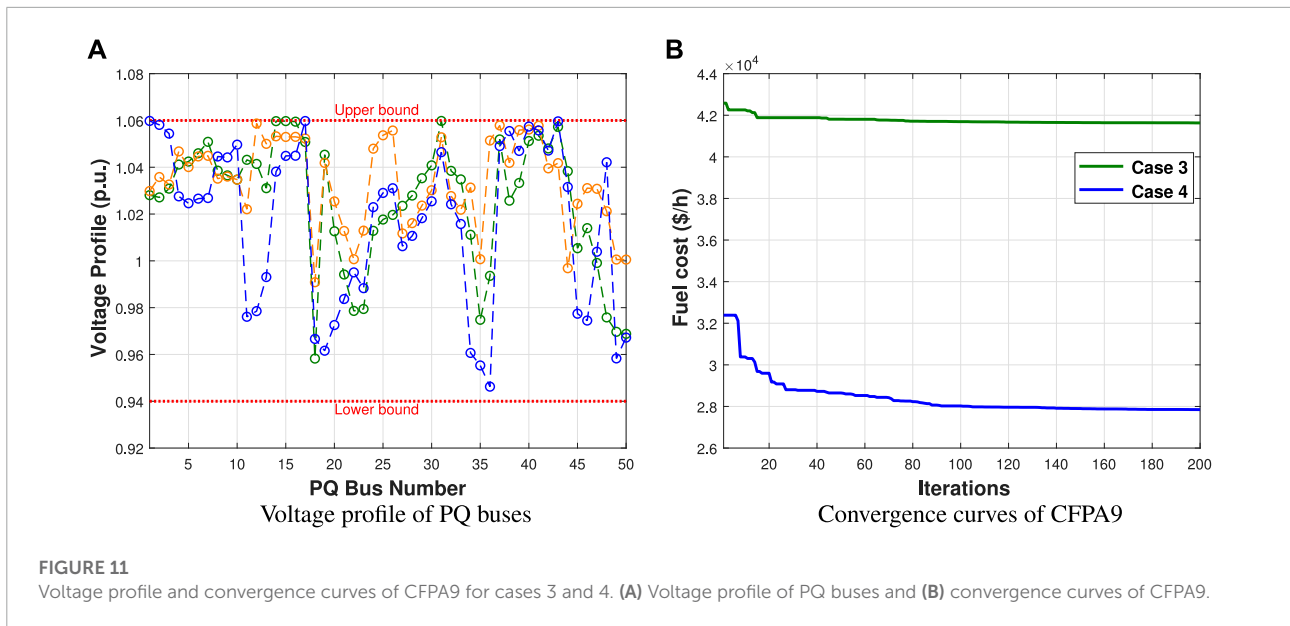 A
1.08
1.06
1.04
1.02
1
0.98
0.96
0.94
0.92
Voltage Profile (p.u.)
Upper bound
Lower bound
5 10 15 20 25 30 35 40 45 50
PQ Bus Number
Voltage profile of PQ buses
B
×10⁴
4.4
4.2
4
3.8
3.6
3.4
3.2
3
2.8
2.6
Fuel cost ($/h)
Case 3
Case 4
20 40 60 80 100 120 140 160 180 200
Iterations
Convergence curves of CFPA9
FIGURE 11
Voltage profile and convergence curves of CFPA9 for cases 3 and 4. (A) Voltage profile of PQ buses and (B) convergence curves of CFPA9.